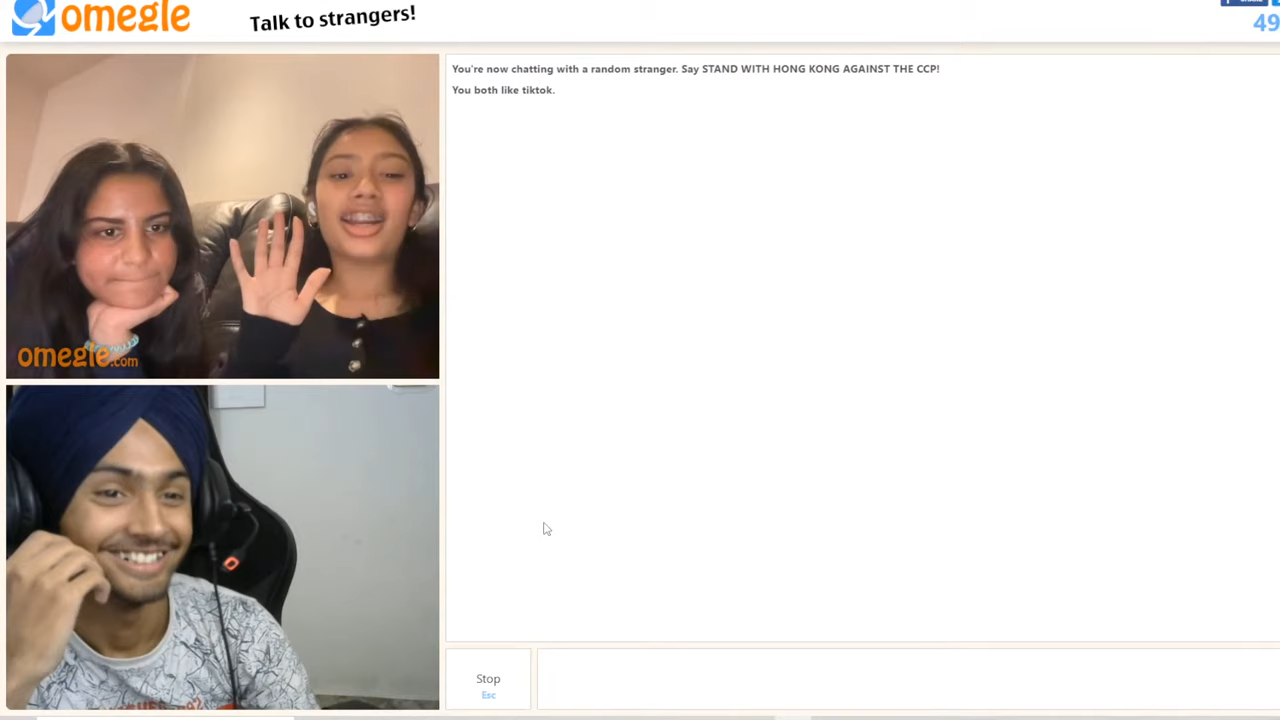 omegle
Talk to strangers!
49
You're now chatting with a random stranger. Say STAND WITH HONG KONG AGAINST THE CCP!
You both like tiktok.
omegle.com
Stop
Esc